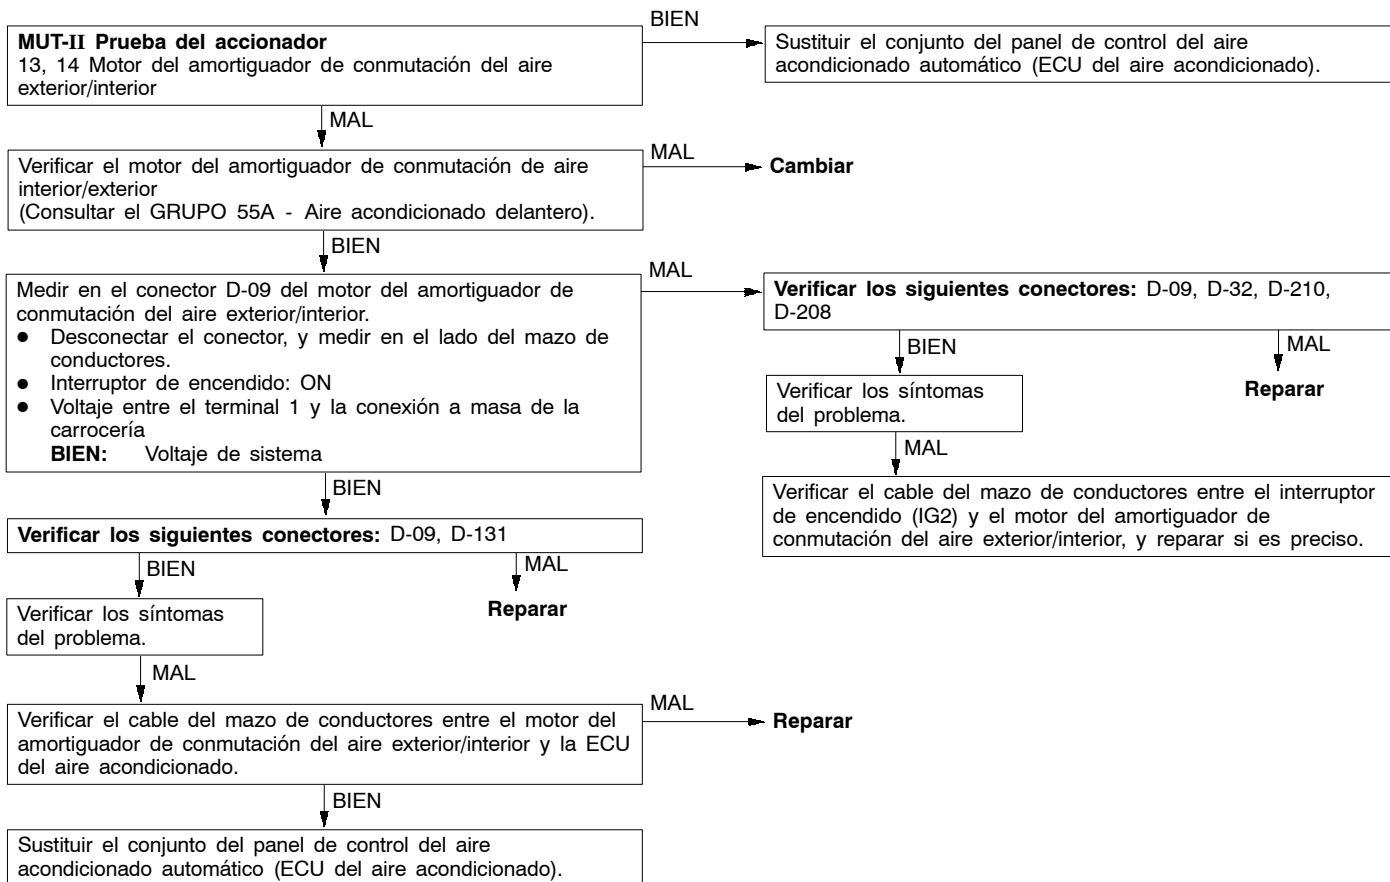 BIEN
MUT-II Prueba del accionador
13, 14 Motor del amortiguador de conmutación del aire
exterior/interior
Sustituir el conjunto del panel de control del aire
acondicionado automático (ECU del aire acondicionado).
MAL
Verificar el motor del amortiguador de conmutación de aire
interior/exterior
(Consultar el GRUPO 55A - Aire acondicionado delantero).
MAL
Cambiar
BIEN
Medir en el conector D-09 del motor del amortiguador de
conmutación del aire exterior/interior.
● Desconectar el conector, y medir en el lado del mazo de
conductores.
● Interruptor de encendido: ON
● Voltaje entre el terminal 1 y la conexión a masa de la
carrocería
BIEN: Voltaje de sistema
MAL
Verificar los siguientes conectores: D-09, D-32, D-210,
D-208
BIEN
MAL
Verificar los síntomas
del problema.
Reparar
MAL
Verificar el cable del mazo de conductores entre el interruptor
de encendido (IG2) y el motor del amortiguador de
conmutación del aire exterior/interior, y reparar si es preciso.
BIEN
Verificar los siguientes conectores: D-09, D-131
BIEN
MAL
Verificar los síntomas
del problema.
Reparar
MAL
Verificar el cable del mazo de conductores entre el motor del
amortiguador de conmutación del aire exterior/interior y la ECU
del aire acondicionado.
MAL
Reparar
BIEN
Sustituir el conjunto del panel de control del aire
acondicionado automático (ECU del aire acondicionado).